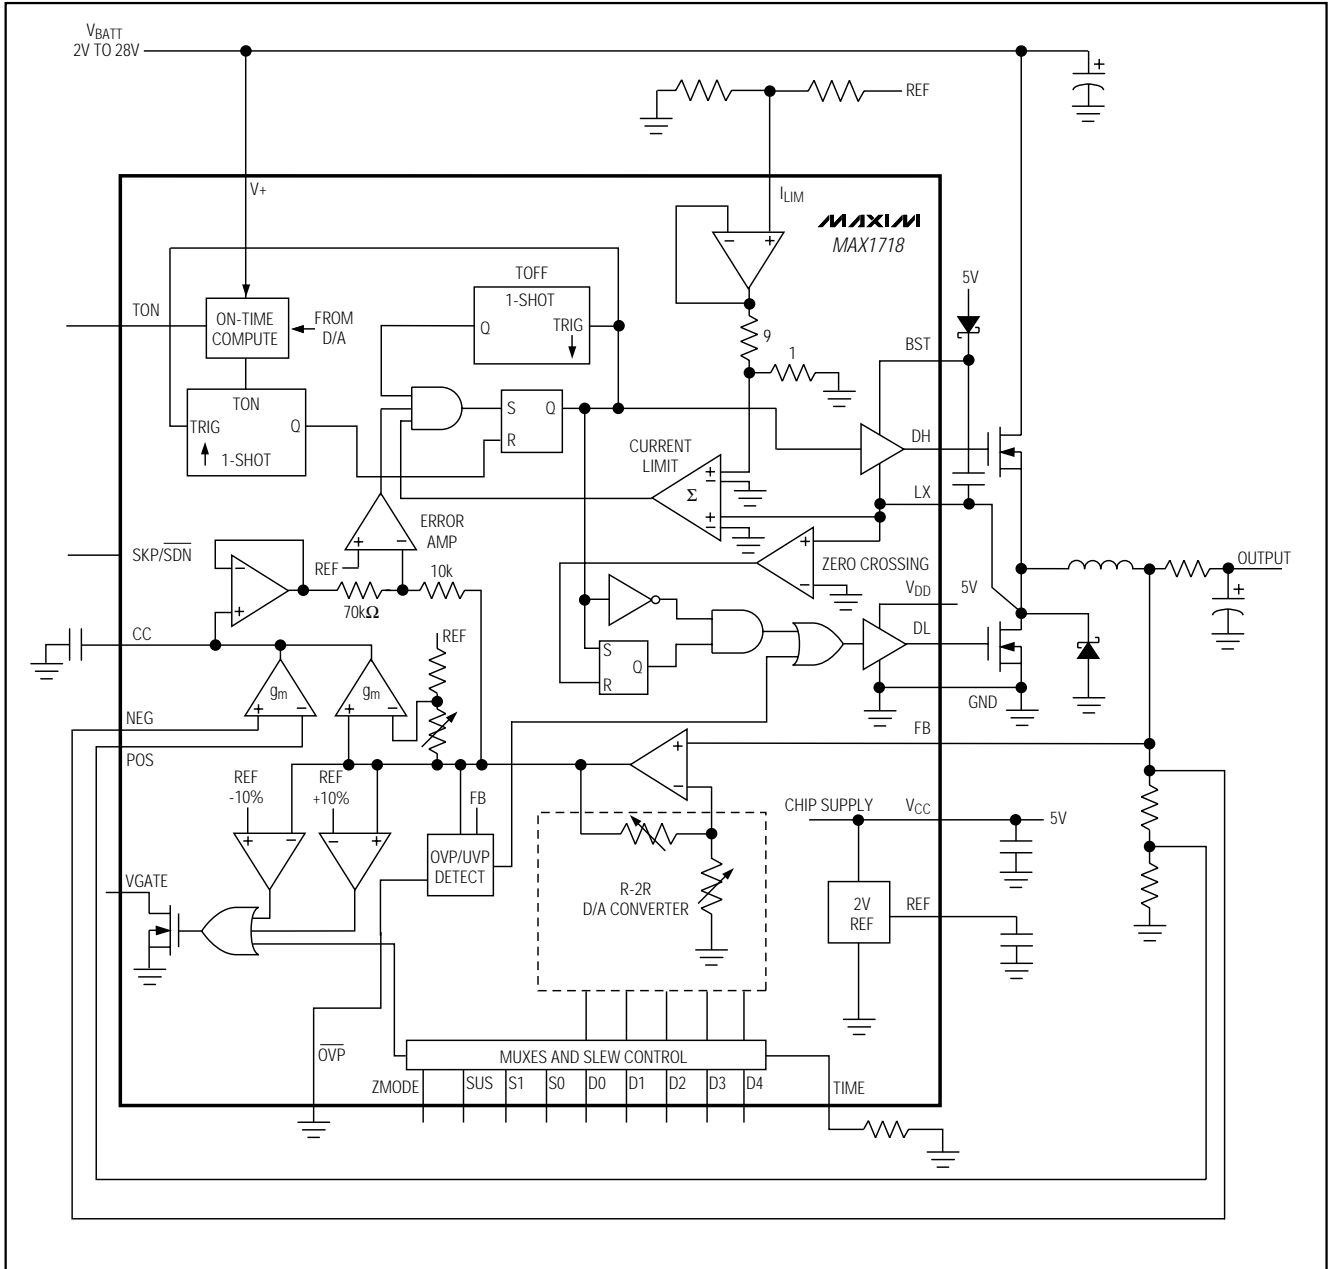 VBATT
2V TO 28V
REF
V+
ILIM
MAXIM
MAX1718
TOFF
1-SHOT
Q
TRIG
5V
TON
ON-TIME
COMPUTE
FROM
D/A
9
1
BST
TON
TRIG
Q
1-SHOT
S
Q
R
CURRENT
LIMIT
+
-
Σ
+
-
DH
LX
ERROR
AMP
+
-
SKP/SDN
REF
70kΩ
10k
-
+
+
-
ZERO CROSSING
VDD
5V
OUTPUT
CC
S
Q
R
DL
REF
gm
gm
+
-
+
-
GND
NEG
POS
FB
+
-
REF
-10%
REF
+10%
FB
+
-
-
+
CHIP SUPPLY
VCC
5V
OVP/UVP
DETECT
VGATE
R-2R
D/A CONVERTER
2V
REF
REF
OVP
MUXES AND SLEW CONTROL
ZMODE
SUS
S1
S0
D0
D1
D2
D3
D4
TIME